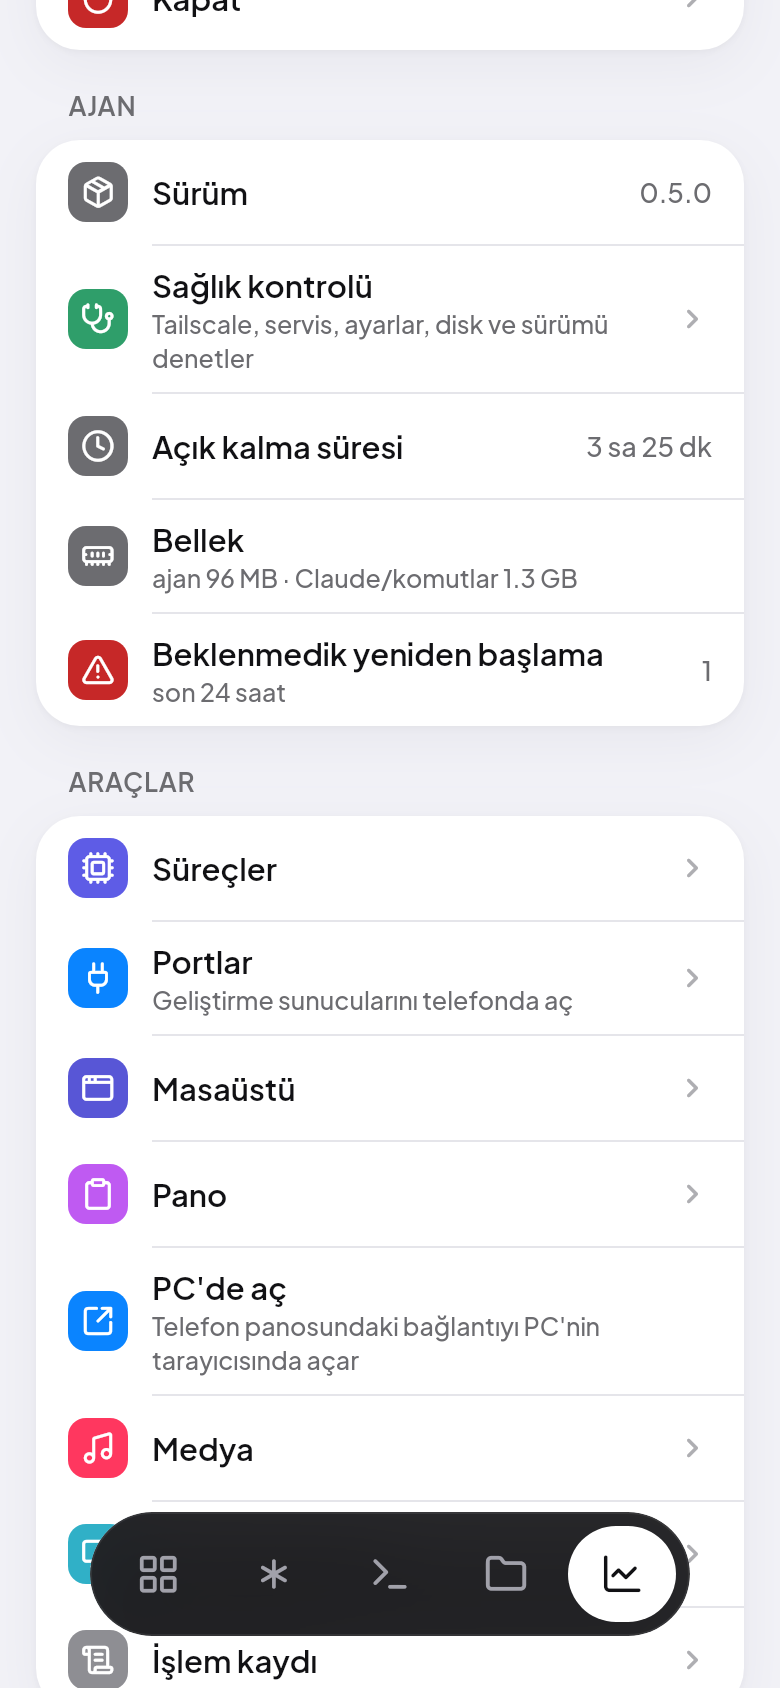 Kapat
AJAN
Sürüm
0.5.0
Sağlık kontrolü
Tailscale, servis, ayarlar, disk ve sürümü
denetler
Açık kalma süresi
3 sa 25 dk
Bellek
ajan 96 MB · Claude/komutlar 1.3 GB
Beklenmedik yeniden başlama
1
son 24 saat
ARAÇLAR
Süreçler
Portlar
Geliştirme sunucularını telefonda aç
Masaüstü
Pano
PC'de aç
Telefon panosundaki bağlantıyı PC'nin
tarayıcısında açar
Medya
İşlem kaydı